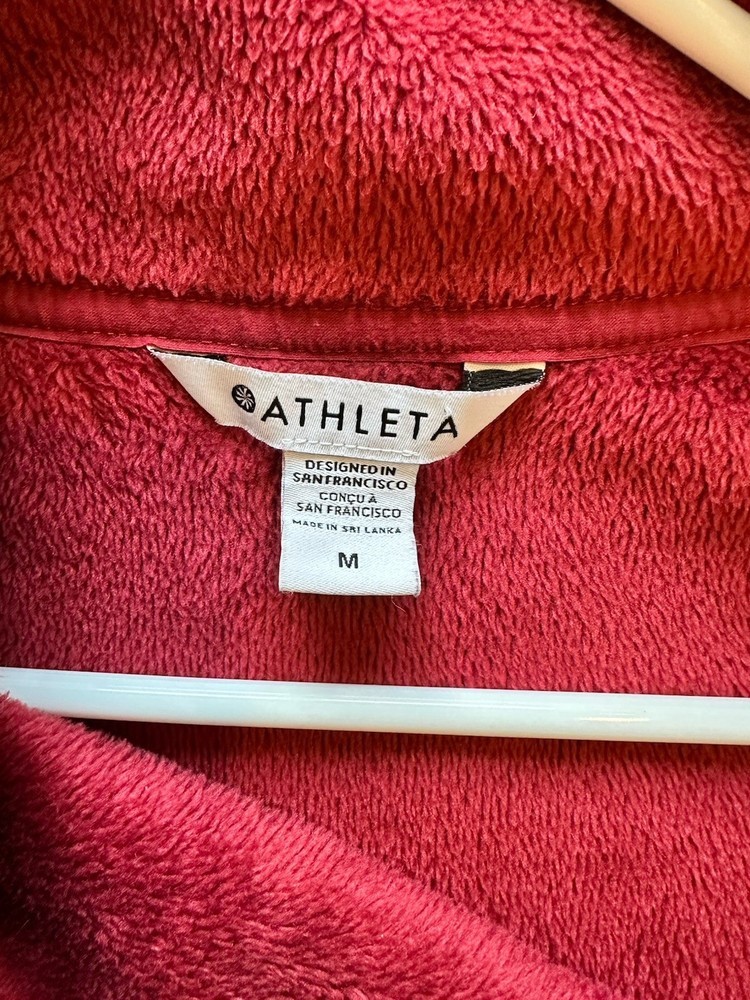 ATHLETA
DESIGNED IN
SAN FRANCISCO
CONÇU À
SAN FRANCISCO
MADE IN SRI LANKA
M